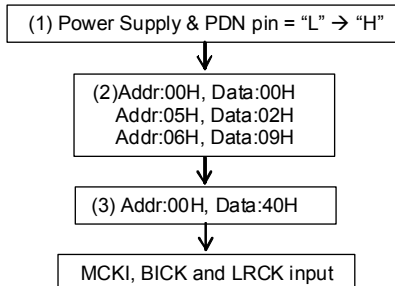 (1) Power Supply & PDN pin = “L” → “H”
(2)Addr:00H, Data:00H
Addr:05H, Data:02H
Addr:06H, Data:09H
(3) Addr:00H, Data:40H
MCKI, BICK and LRCK input